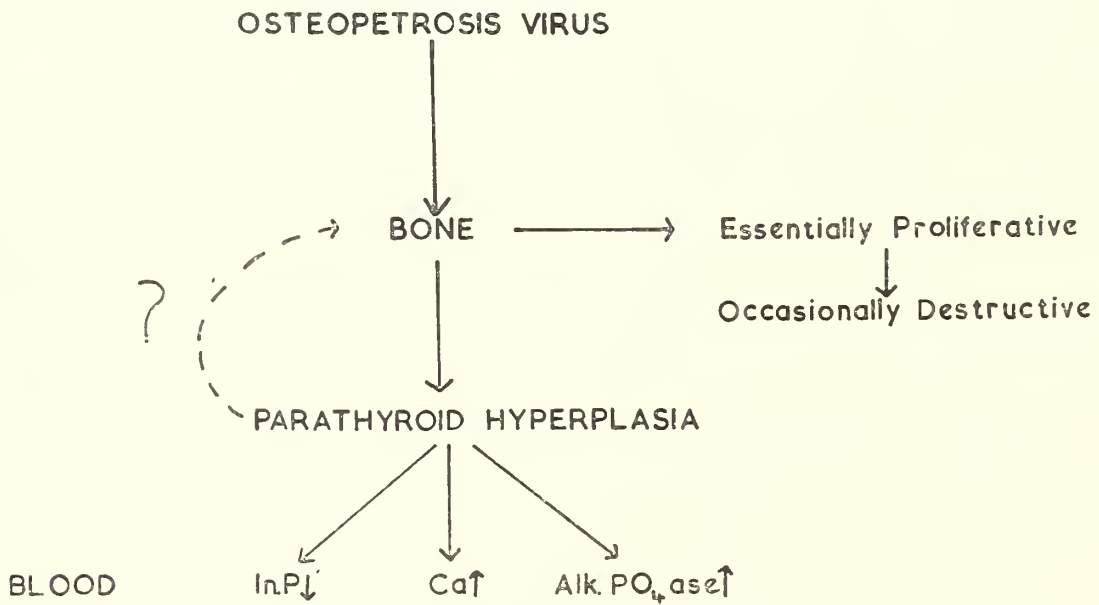 OSTEOPETROSIS VIRUS
BONE
Essentially Proliferative
Occasionally Destructive
?
PARATHYROID HYPERPLASIA
BLOOD In.P↓ Ca↑ Alk. PO₄ase↑